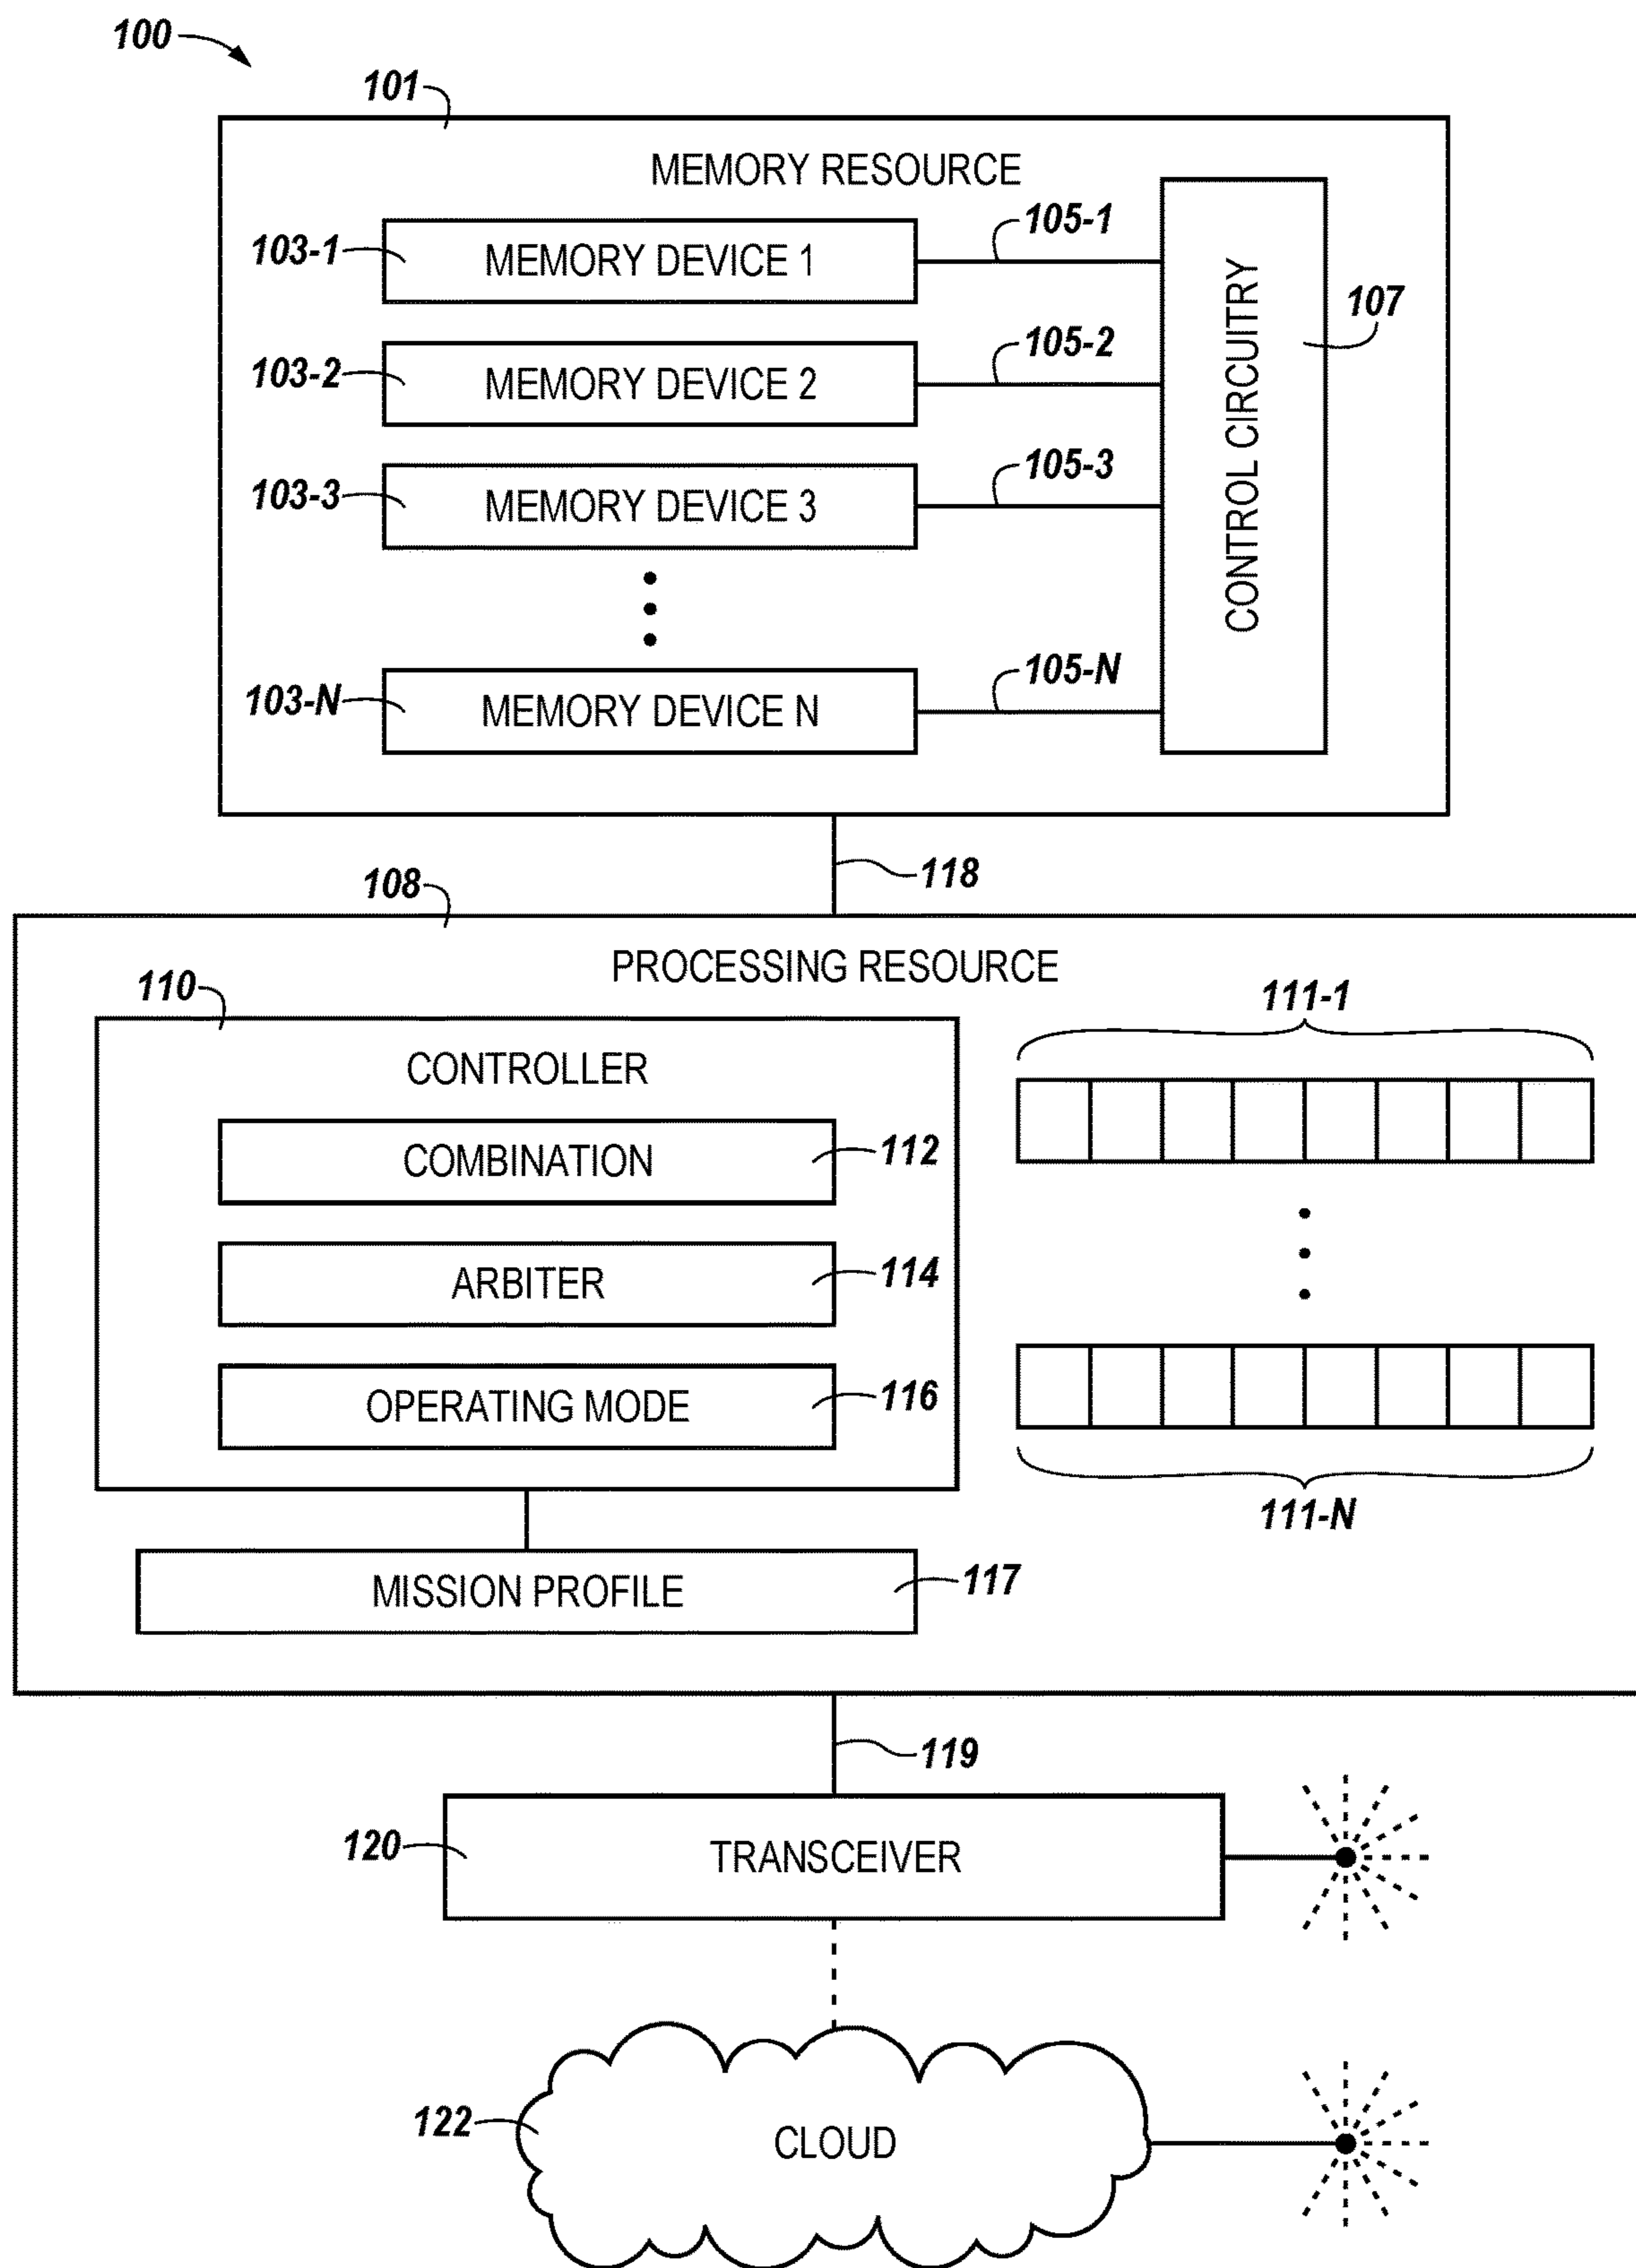 100
101
MEMORY RESOURCE
103-1
MEMORY DEVICE 1
105-1
107
103-2
MEMORY DEVICE 2
105-2
CONTROL CIRCUITRY
103-3
MEMORY DEVICE 3
105-3
103-N
MEMORY DEVICE N
105-N
118
108
PROCESSING RESOURCE
110
CONTROLLER
111-1
COMBINATION
112
ARBITER
114
OPERATING MODE
116
111-N
MISSION PROFILE
117
119
120
TRANSCEIVER
122
CLOUD